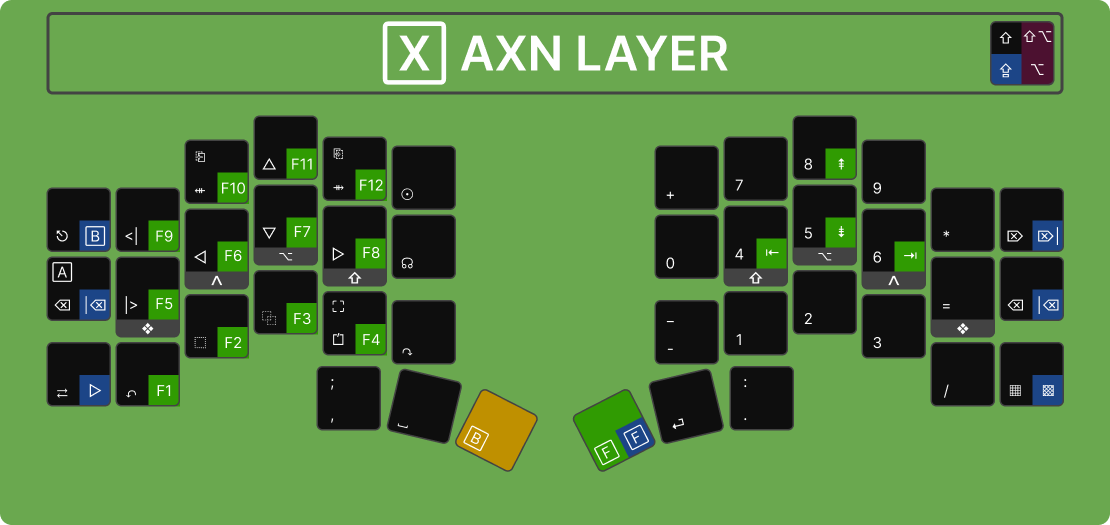 X AXN LAYER
⇧ ⇧⌥
⌥
F11 8
F10 F12 + 7 9
B <| F9 F7 5 *
A F6 F8 0 4 6
⌥ ⌥
|> F5 ^ ⇧ ⇧ ^ =
F3 F4 – 1 2
F2 - 3
❖ ❖
F1 ; : /
, .
B F F